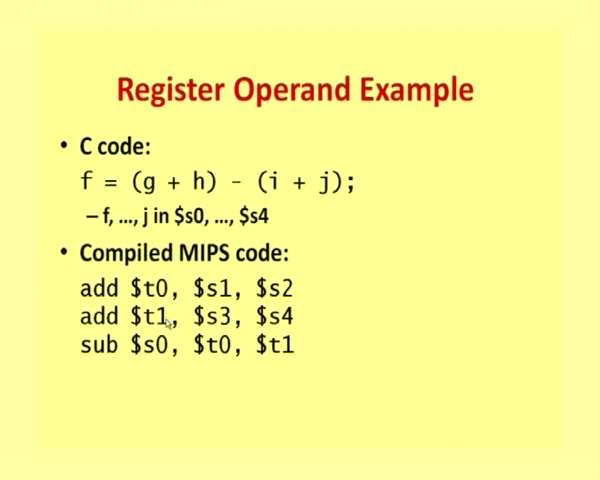 Register Operand Example
• C code:
f = (g + h) - (i + j);
– f, …, j in $s0, …, $s4
• Compiled MIPS code:
add $t0, $s1, $s2
add $t1, $s3, $s4
sub $s0, $t0, $t1